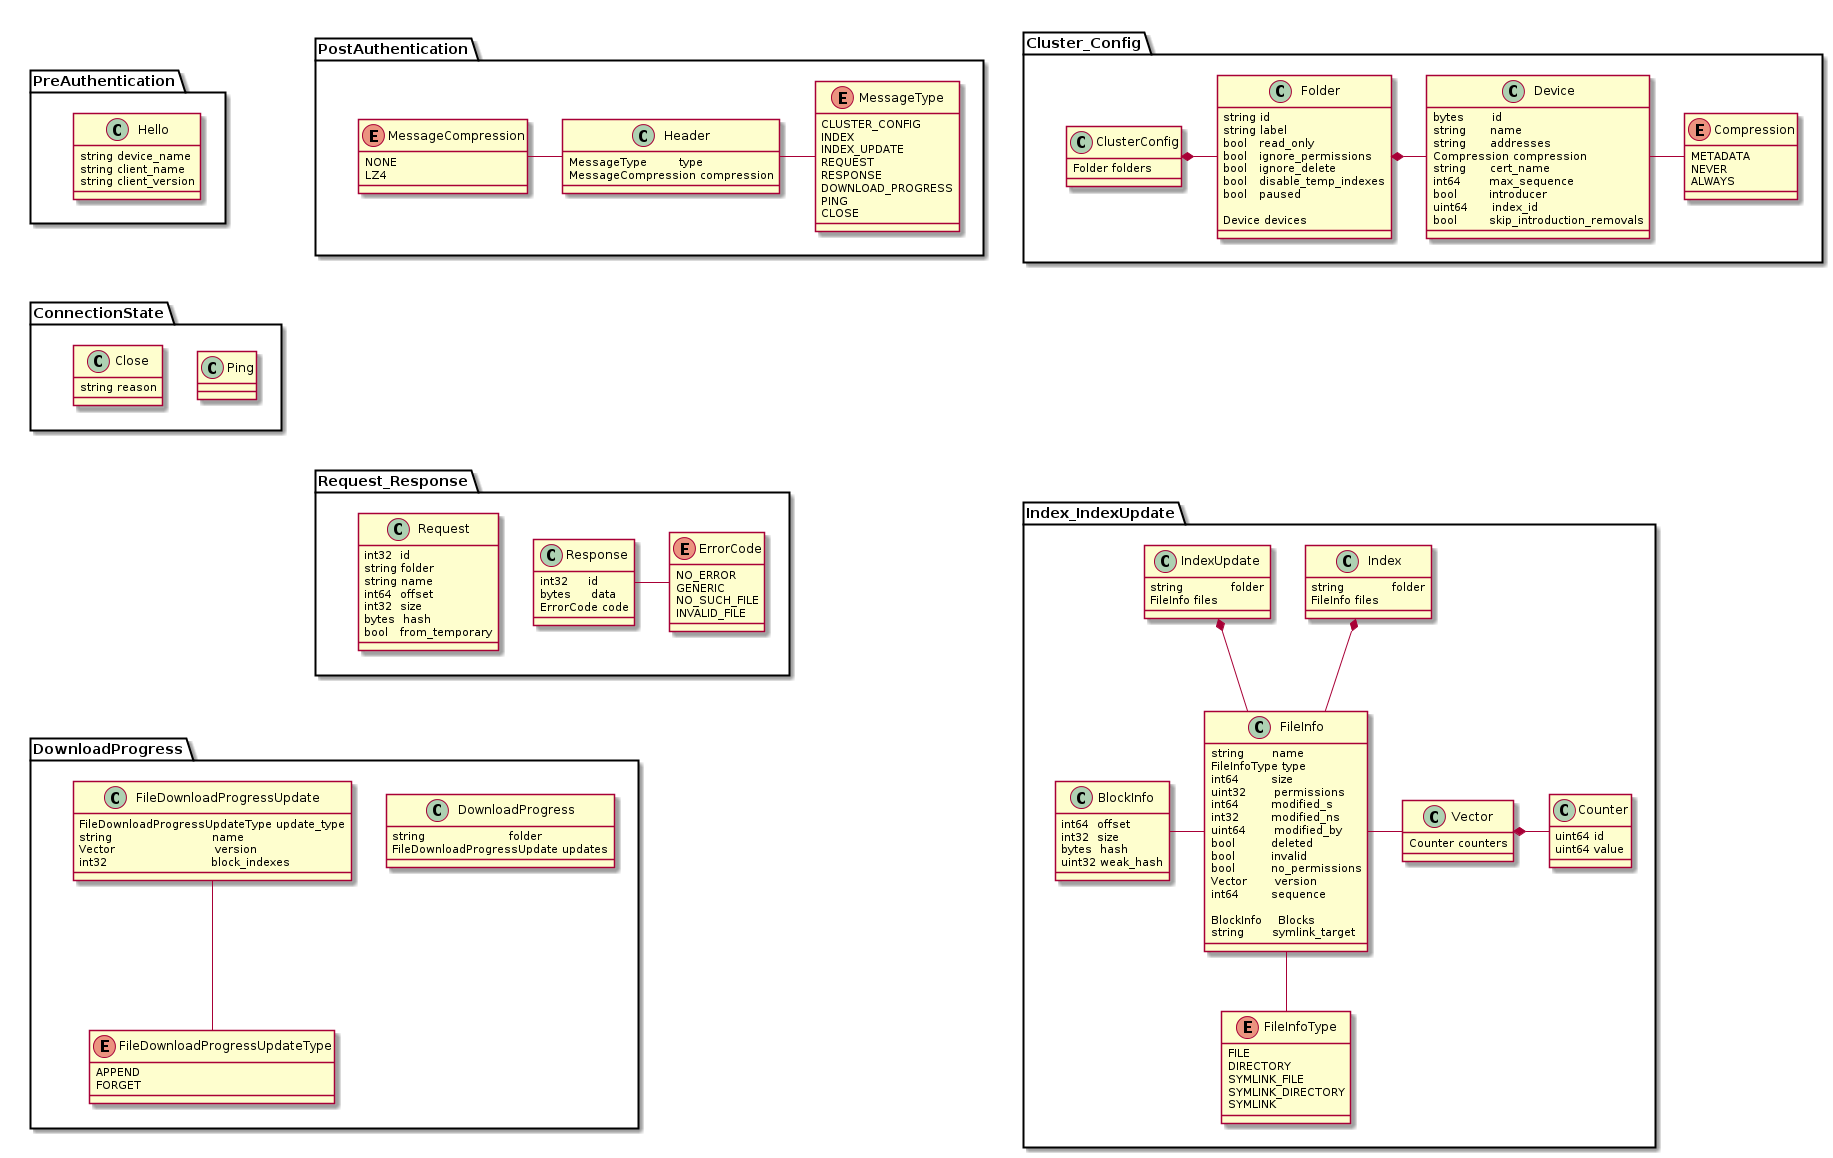 PreAuthentication
C Hello
string device_name
string client_name
string client_version
PostAuthentication
E MessageCompression
NONE
LZ4
C Header
MessageType type
MessageCompression compression
E MessageType
CLUSTER_CONFIG
INDEX
INDEX_UPDATE
REQUEST
RESPONSE
DOWNLOAD_PROGRESS
PING
CLOSE
Cluster_Config
C ClusterConfig
Folder folders
C Folder
string id
string label
bool read_only
bool ignore_permissions
bool ignore_delete
bool disable_temp_indexes
bool paused
Device devices
C Device
bytes id
string name
string addresses
Compression compression
string cert_name
int64 max_sequence
bool introducer
uint64 index_id
bool skip_introduction_removals
E Compression
METADATA
NEVER
ALWAYS
ConnectionState
C Close
string reason
C Ping
Request_Response
C Request
int32 id
string folder
string name
int64 offset
int32 size
bytes hash
bool from_temporary
C Response
int32 id
bytes data
ErrorCode code
E ErrorCode
NO_ERROR
GENERIC
NO_SUCH_FILE
INVALID_FILE
Index_IndexUpdate
C IndexUpdate
string folder
FileInfo files
C Index
string folder
FileInfo files
C FileInfo
string name
FileInfoType type
int64 size
uint32 permissions
int64 modified_s
int32 modified_ns
uint64 modified_by
bool deleted
bool invalid
bool no_permissions
Vector version
int64 sequence
BlockInfo Blocks
string symlink_target
C BlockInfo
int64 offset
int32 size
bytes hash
uint32 weak_hash
C Vector
Counter counters
C Counter
uint64 id
uint64 value
E FileInfoType
FILE
DIRECTORY
SYMLINK_FILE
SYMLINK_DIRECTORY
SYMLINK
DownloadProgress
C FileDownloadProgressUpdate
FileDownloadProgressUpdateType update_type
string name
Vector version
int32 block_indexes
C DownloadProgress
string folder
FileDownloadProgressUpdate updates
E FileDownloadProgressUpdateType
APPEND
FORGET